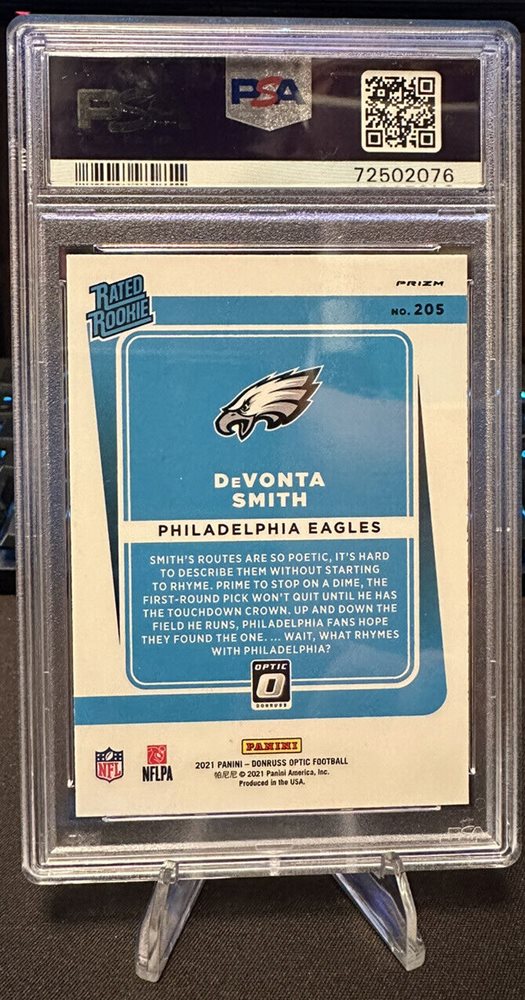 PSA
PSA
72502076
RATED
ROOKIE
PRIZM
NO. 205
DeVONTA
SMITH
PHILADELPHIA EAGLES
SMITH'S ROUTES ARE SO POETIC, IT'S HARD
TO DESCRIBE THEM WITHOUT STARTING
TO RHYME. PRIME TO STOP ON A DIME, THE
FIRST-ROUND PICK WON'T QUIT UNTIL HE HAS
THE TOUCHDOWN CROWN. UP AND DOWN THE
FIELD HE RUNS, PHILADELPHIA FANS HOPE
THEY FOUND THE ONE. ... WAIT, WHAT RHYMES
WITH PHILADELPHIA?
OPTIC
O
DONRUSS
PANINI
NFL
NFLPA
2021 PANINI – DONRUSS OPTIC FOOTBALL
帕尼尼 © 2021 Panini America, Inc.
Produced in the USA.
PSA